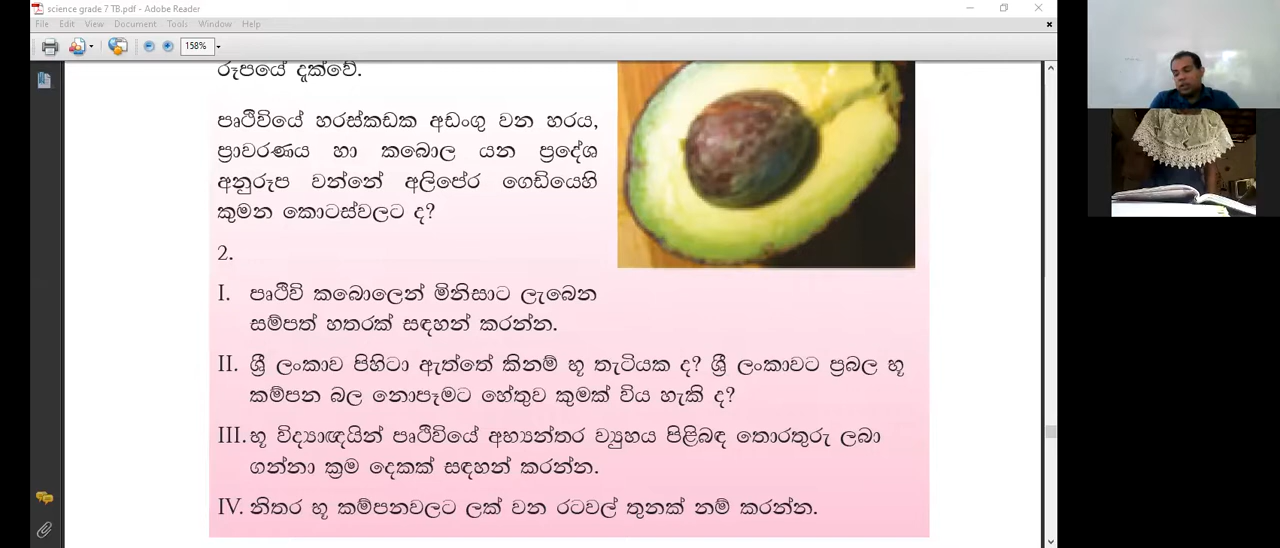 science grade 7 TB.pdf - Adobe Reader
File Edit View Document Tools Window Help
158%
රූපයේ දැක්වේ.
පෘථිවියේ හරස්කඩක අඩංගු වන හරය,
ප්‍රාවරණය හා කබොල යන ප්‍රදේශ
අනුරූප වන්නේ අලිපේර ගෙඩියෙහි
කුමන කොටස්වලට ද?
2.
I. පෘථිවි කබොලෙන් මිනිසාට ලැබෙන
සම්පත් හතරක් සඳහන් කරන්න.
II. ශ්‍රී ලංකාව පිහිටා ඇත්තේ කිනම් භූ තැටියක ද? ශ්‍රී ලංකාවට ප්‍රබල භූ
කම්පන බල නොපෑමට හේතුව කුමක් විය හැකි ද?
III. භූ විද්‍යාඥයින් පෘථිවියේ අභ්‍යන්තර ව්‍යුහය පිළිබඳ තොරතුරු ලබා
ගන්නා ක්‍රම දෙකක් සඳහන් කරන්න.
IV. නිතර භූ කම්පනවලට ලක් වන රටවල් තුනක් නම් කරන්න.